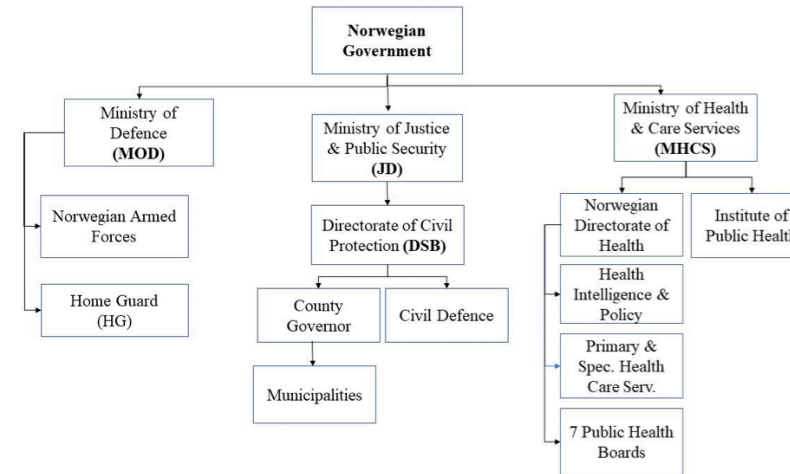 Norwegian
Government
Ministry of
Defence
(MOD)
Ministry of Justice
& Public Security
(JD)
Ministry of Health
& Care Services
(MHCS)
Norwegian Armed
Forces
Home Guard
(HG)
Directorate of Civil
Protection (DSB)
County
Governor
Civil Defence
Municipalities
Norwegian
Directorate of
Health
Institute of
Public Health
Health
Intelligence &
Policy
Primary &
Spec. Health
Care Serv.
7 Public Health
Boards